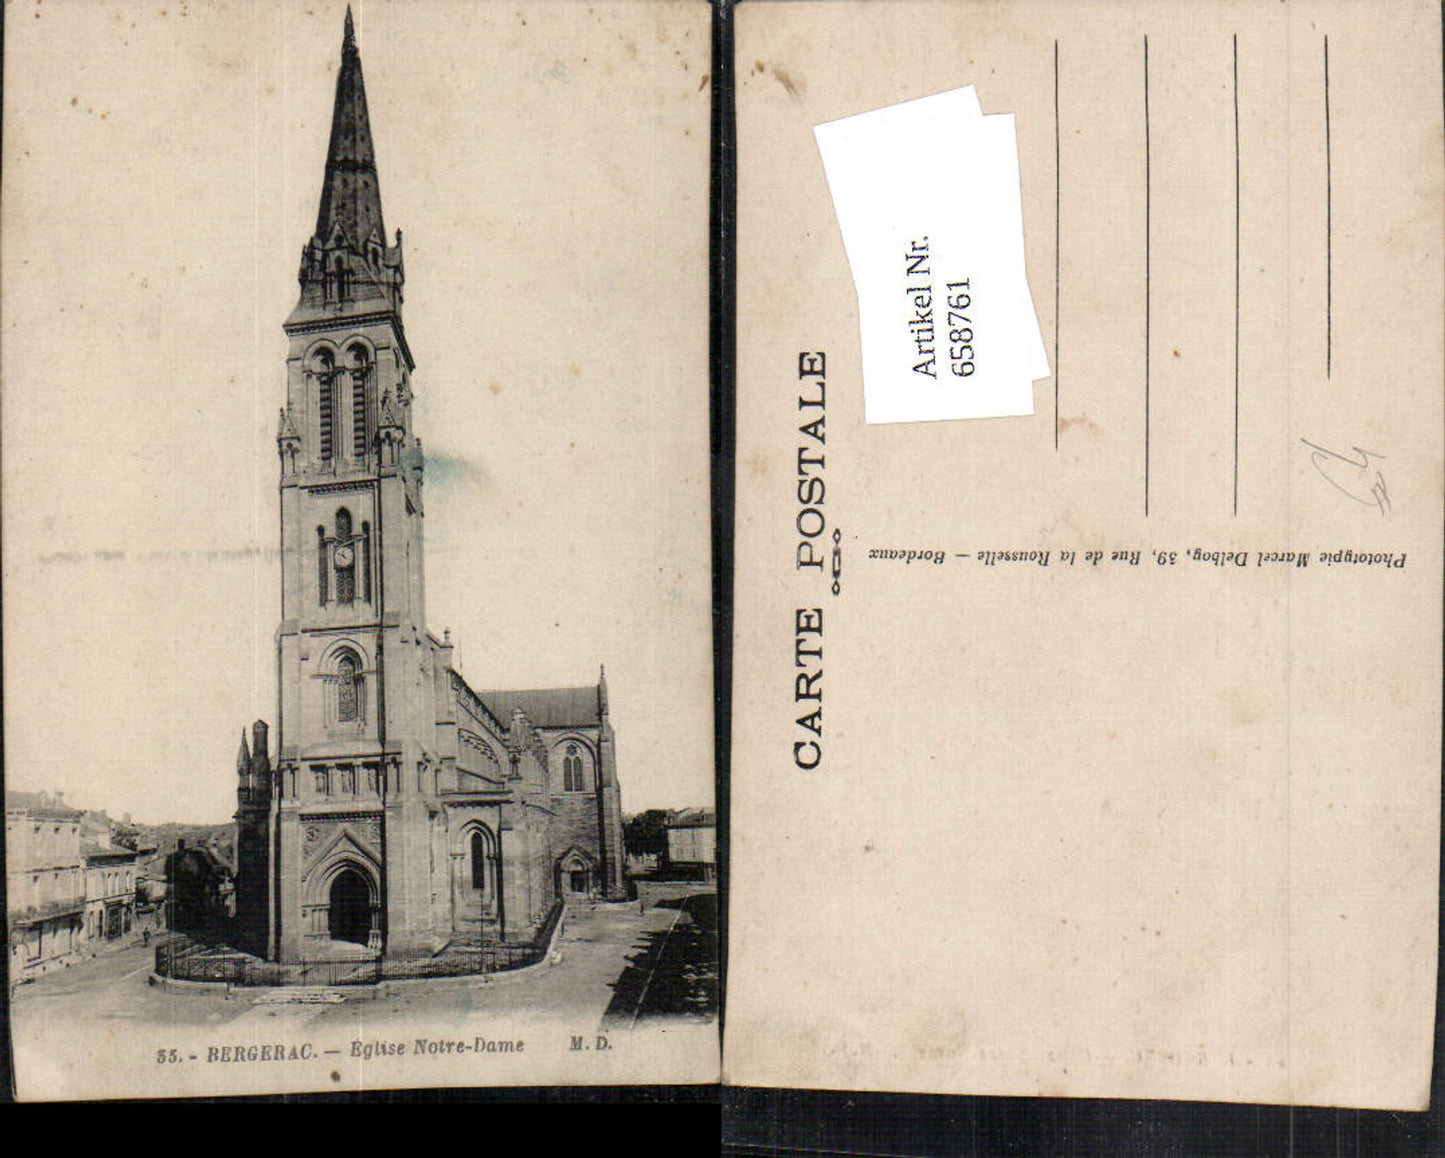 35. - BERGERAC. — Eglise Notre-Dame M. D.
CARTE POSTALE
Artikel Nr.
658761
Phototypie Marcel Delboy, 39, Rue de la Rousselle — Bordeaux